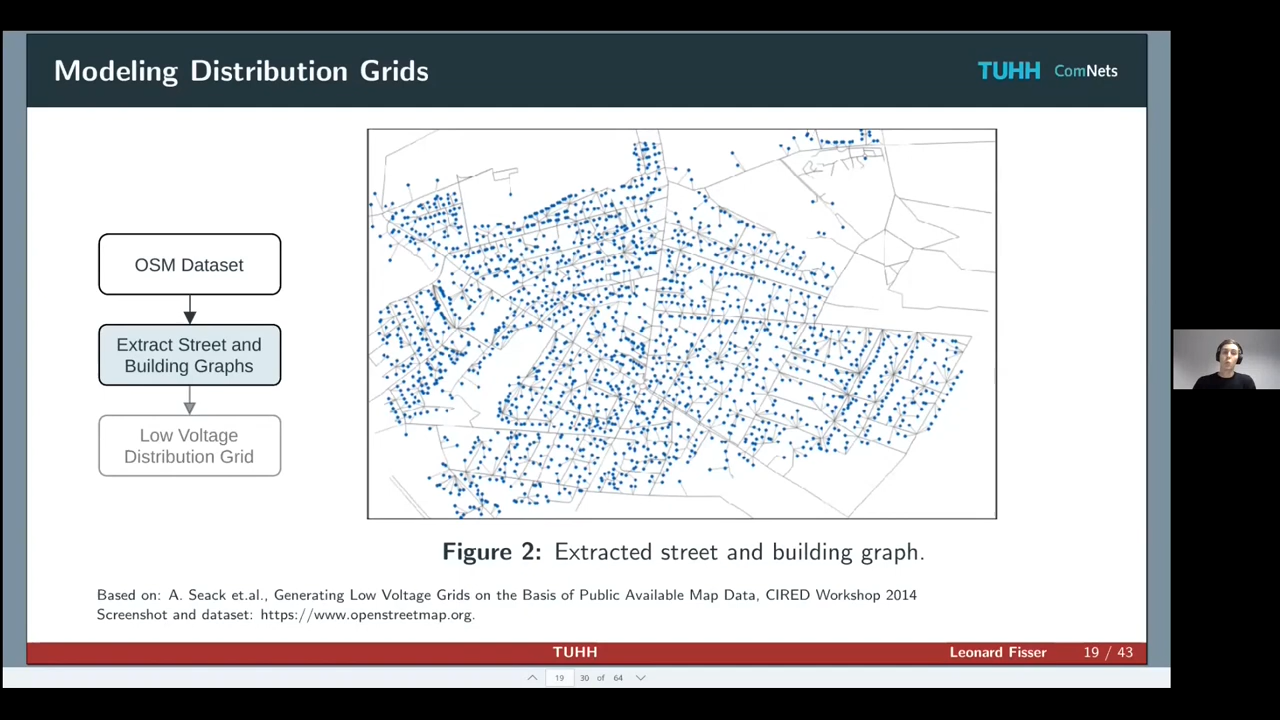 Modeling Distribution Grids
TUHH ComNets
OSM Dataset
Extract Street and
Building Graphs
Low Voltage
Distribution Grid
Figure 2: Extracted street and building graph.
Based on: A. Seack et.al., Generating Low Voltage Grids on the Basis of Public Available Map Data, CIRED Workshop 2014
Screenshot and dataset: https://www.openstreetmap.org.
TUHH Leonard Fisser 19 / 43
19 30 of 64